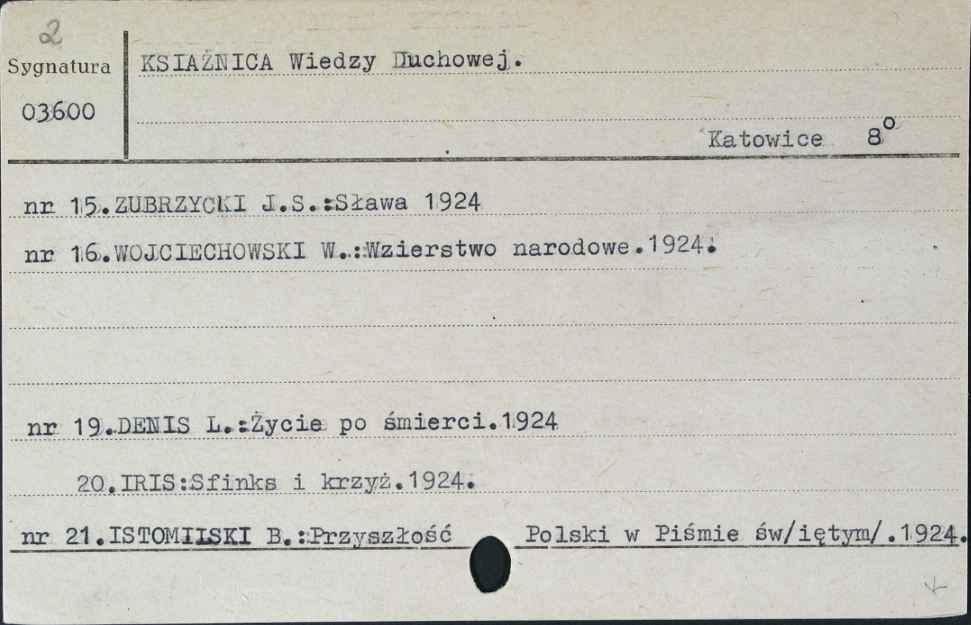 2
Sygnatura
KSIAŻNICA Wiedzy Duchowej.
03600
Katowice 8°
nr 15.ZUBRZYCKI J.S.:Sława 1924
nr 16.WOJCIECHOWSKI W.:Wzierstwo narodowe.1924.
nr 19.DENIS L.:Życie po śmierci.1924
20.IRIS:Sfinks i krzyż.1924.
nr 21.ISTOMIŁSKI B.:Przyszłość Polski w Piśmie św/iętym/.1924.